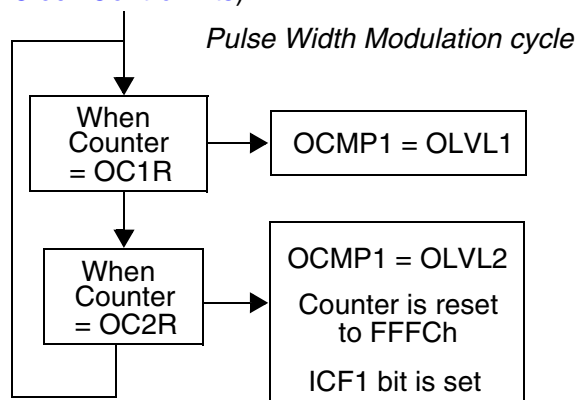 Pulse Width Modulation cycle
When
Counter
= OC1R
OCMP1 = OLVL1
When
Counter
= OC2R
OCMP1 = OLVL2
Counter is reset
to FFFCh
ICF1 bit is set